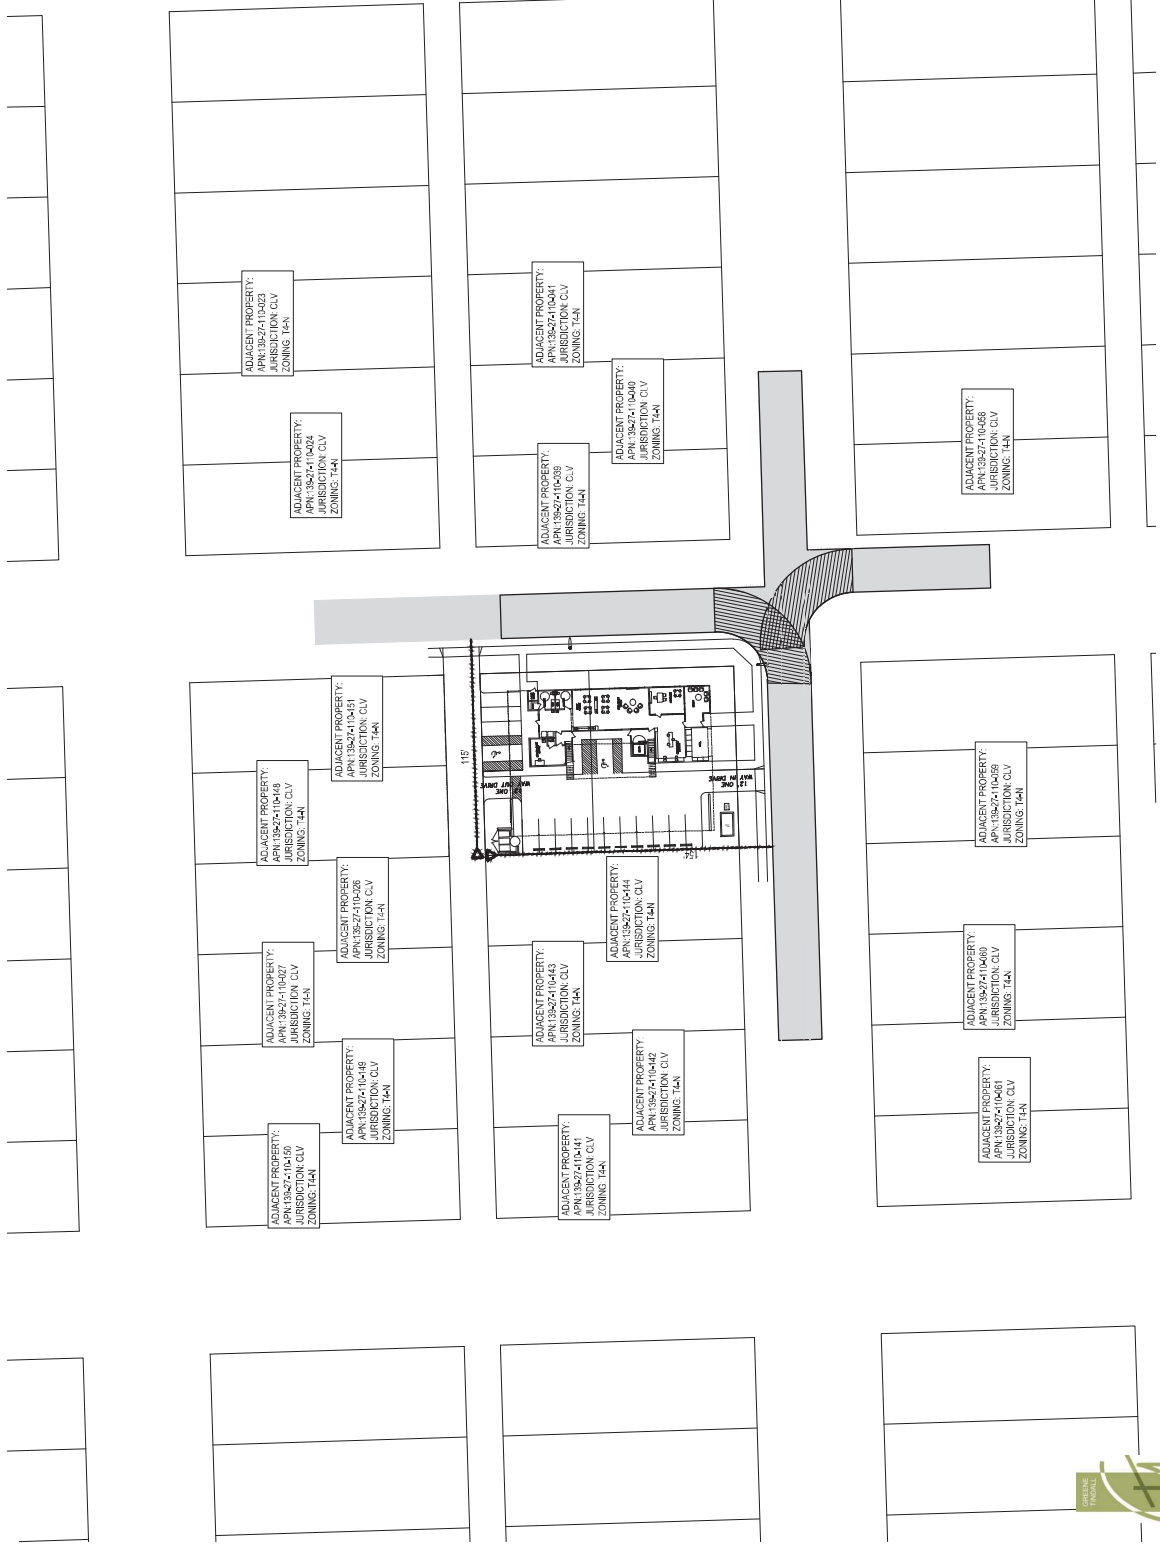 ADJACENT PROPERTY:
APN:139-27-110-023
JURISDICTION: CLV
ZONING: T4-N
ADJACENT PROPERTY:
APN:139-27-110-024
JURISDICTION: CLV
ZONING: T4-N
ADJACENT PROPERTY:
APN:139-27-110-041
JURISDICTION: CLV
ZONING: T4-N
ADJACENT PROPERTY:
APN:139-27-110-040
JURISDICTION: CLV
ZONING: T4-N
ADJACENT PROPERTY:
APN:139-27-110-039
JURISDICTION: CLV
ZONING: T4-N
ADJACENT PROPERTY:
APN:139-27-110-058
JURISDICTION: CLV
ZONING: T4-N
ADJACENT PROPERTY:
APN:139-27-110-151
JURISDICTION: CLV
ZONING: T4-N
ADJACENT PROPERTY:
APN:139-27-110-148
JURISDICTION: CLV
ZONING: T4-N
115'
ONE
WAY OUT DRIVE
12' ONE
WAY IN DRIVE
ADJACENT PROPERTY:
APN:139-27-110-059
JURISDICTION: CLV
ZONING: T4-N
ADJACENT PROPERTY:
APN:139-27-110-026
JURISDICTION: CLV
ZONING: T4-N
ADJACENT PROPERTY:
APN:139-27-110-144
JURISDICTION: CLV
ZONING: T4-N
ADJACENT PROPERTY:
APN:139-27-110-027
JURISDICTION: CLV
ZONING: T4-N
ADJACENT PROPERTY:
APN:139-27-110-143
JURISDICTION: CLV
ZONING: T4-N
ADJACENT PROPERTY:
APN:139-27-110-060
JURISDICTION: CLV
ZONING: T4-N
ADJACENT PROPERTY:
APN:139-27-110-149
JURISDICTION: CLV
ZONING: T4-N
ADJACENT PROPERTY:
APN:139-27-110-142
JURISDICTION: CLV
ZONING: T4-N
ADJACENT PROPERTY:
APN:139-27-110-061
JURISDICTION: CLV
ZONING: T4-N
ADJACENT PROPERTY:
APN:139-27-110-150
JURISDICTION: CLV
ZONING: T4-N
ADJACENT PROPERTY:
APN:139-27-110-141
JURISDICTION: CLV
ZONING: T4-N
GREENE
TINDALL